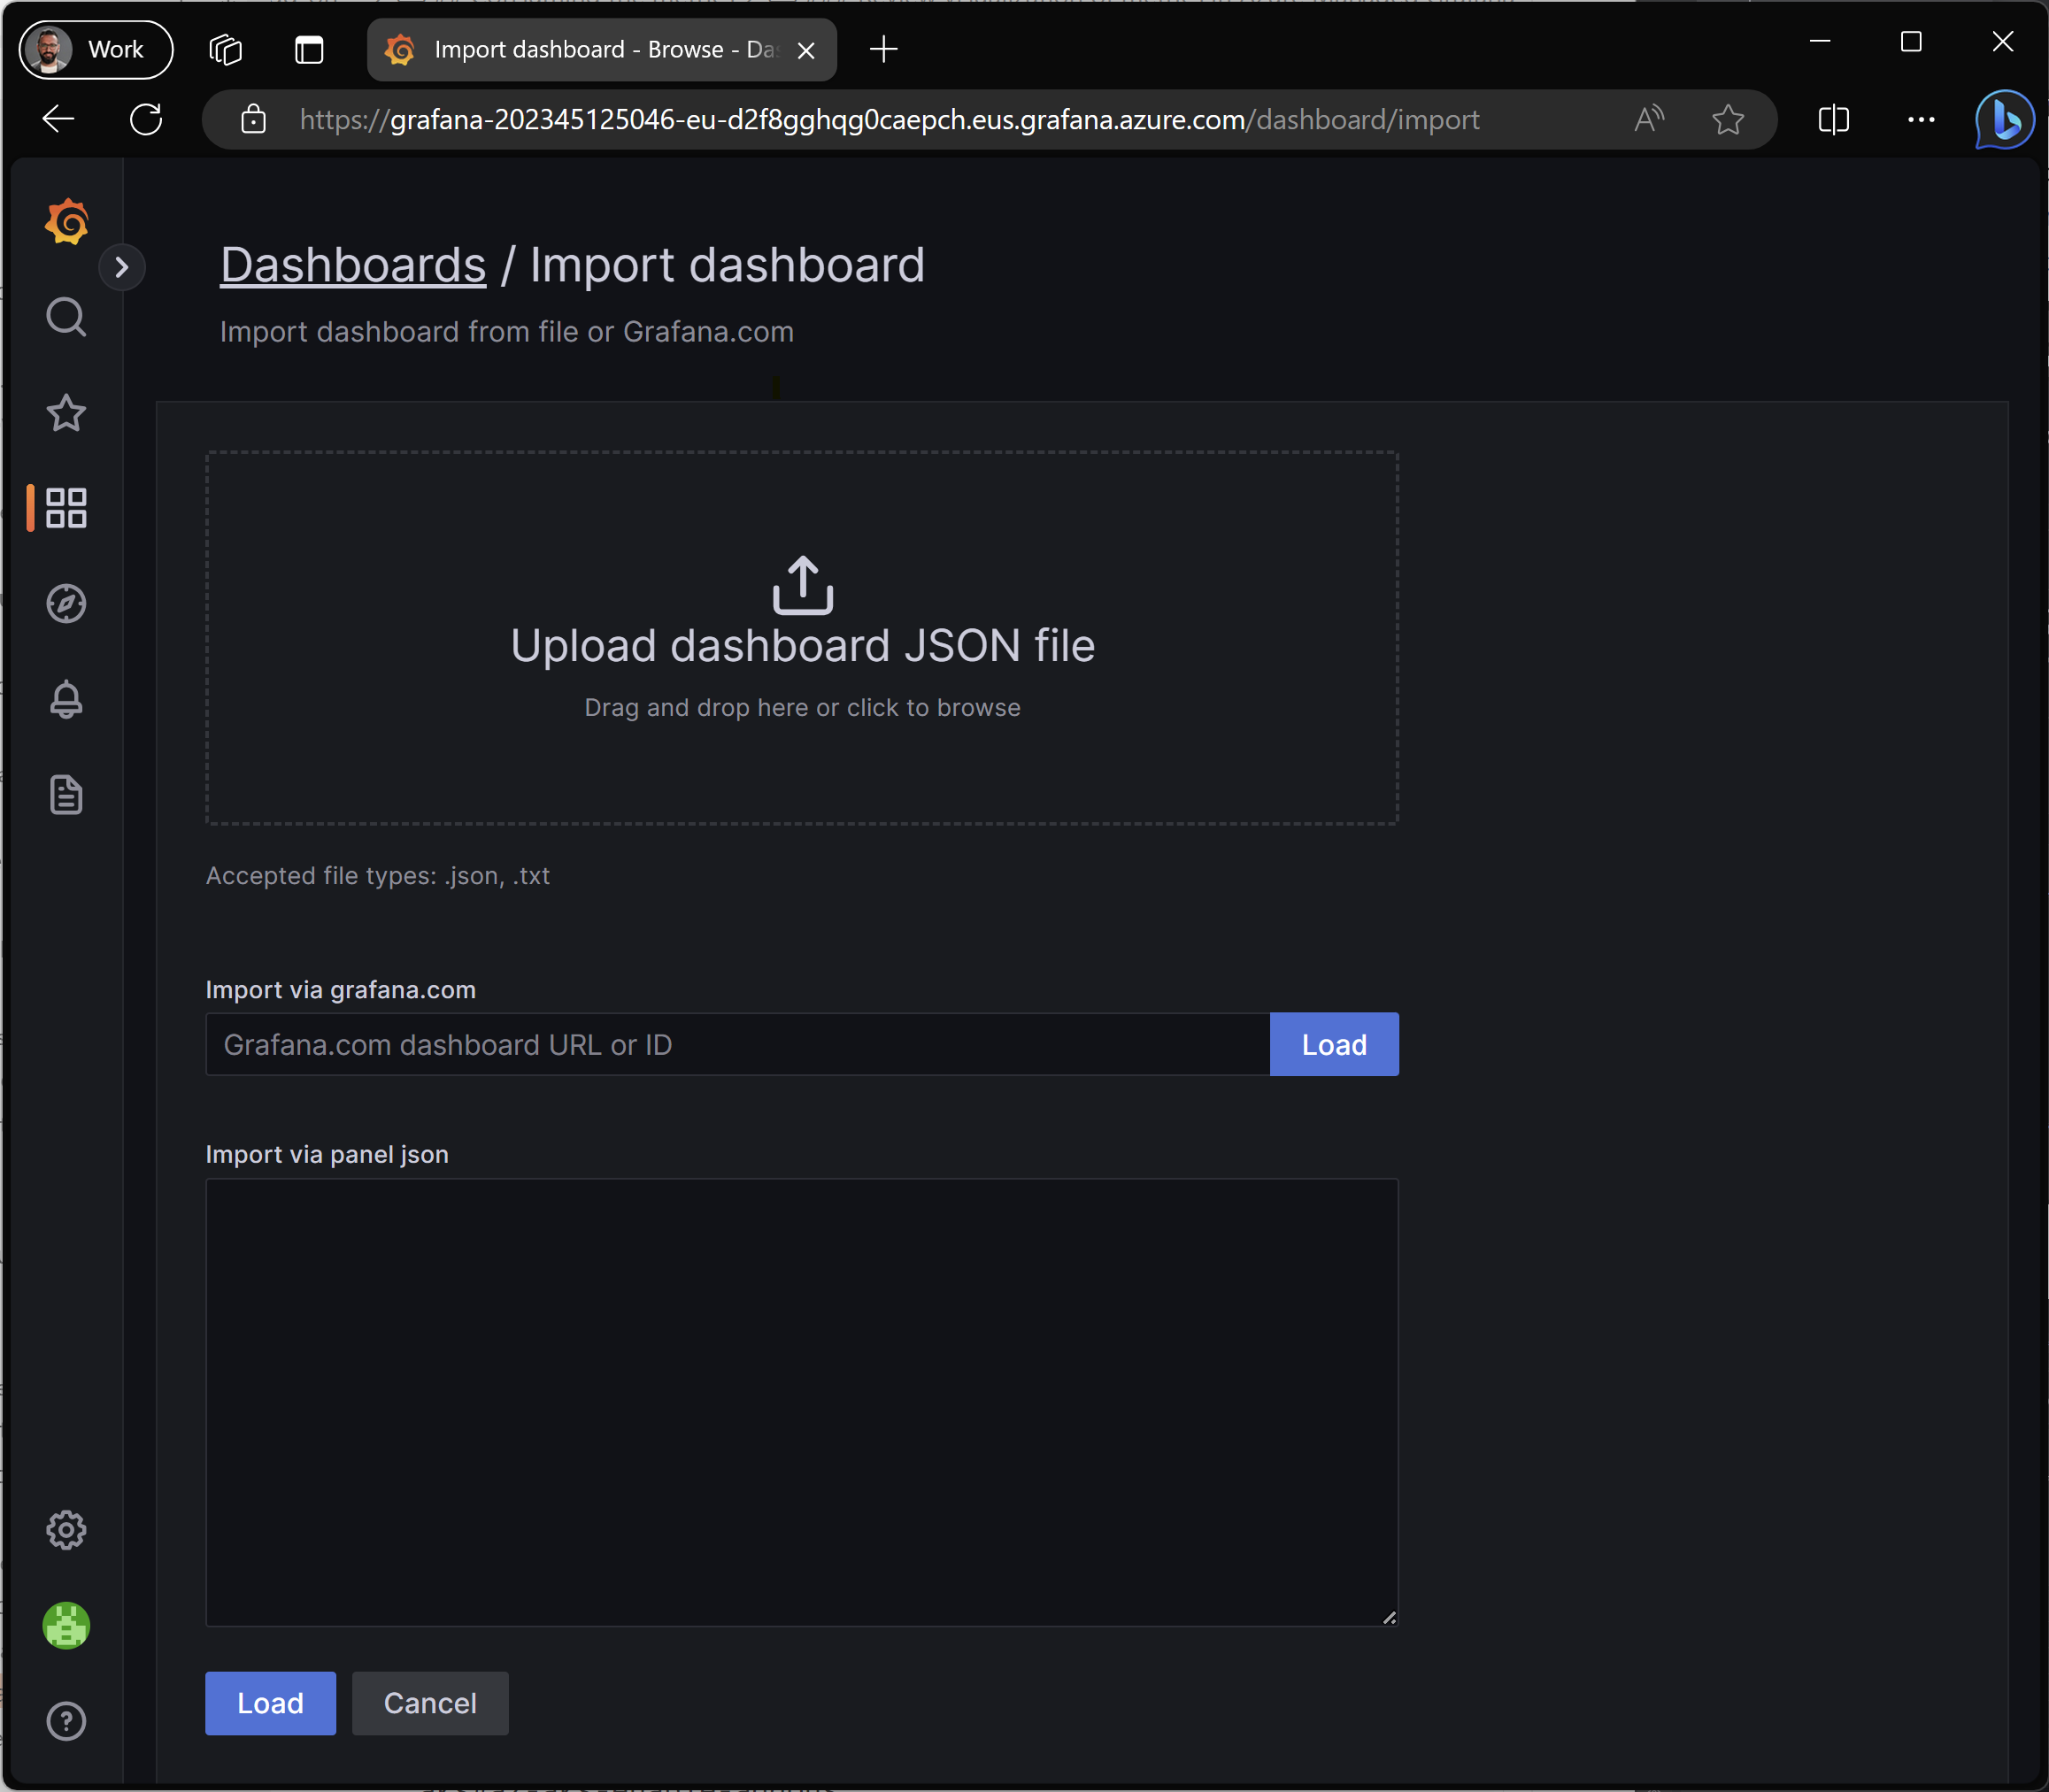 Work
Import dashboard - Browse - Da
https://grafana-202345125046-eu-d2f8gghqg0caepch.eus.grafana.azure.com/dashboard/import
Dashboards / Import dashboard
Import dashboard from file or Grafana.com
Upload dashboard JSON file
Drag and drop here or click to browse
Accepted file types: .json, .txt
Import via grafana.com
Grafana.com dashboard URL or ID
Load
Import via panel json
Load
Cancel